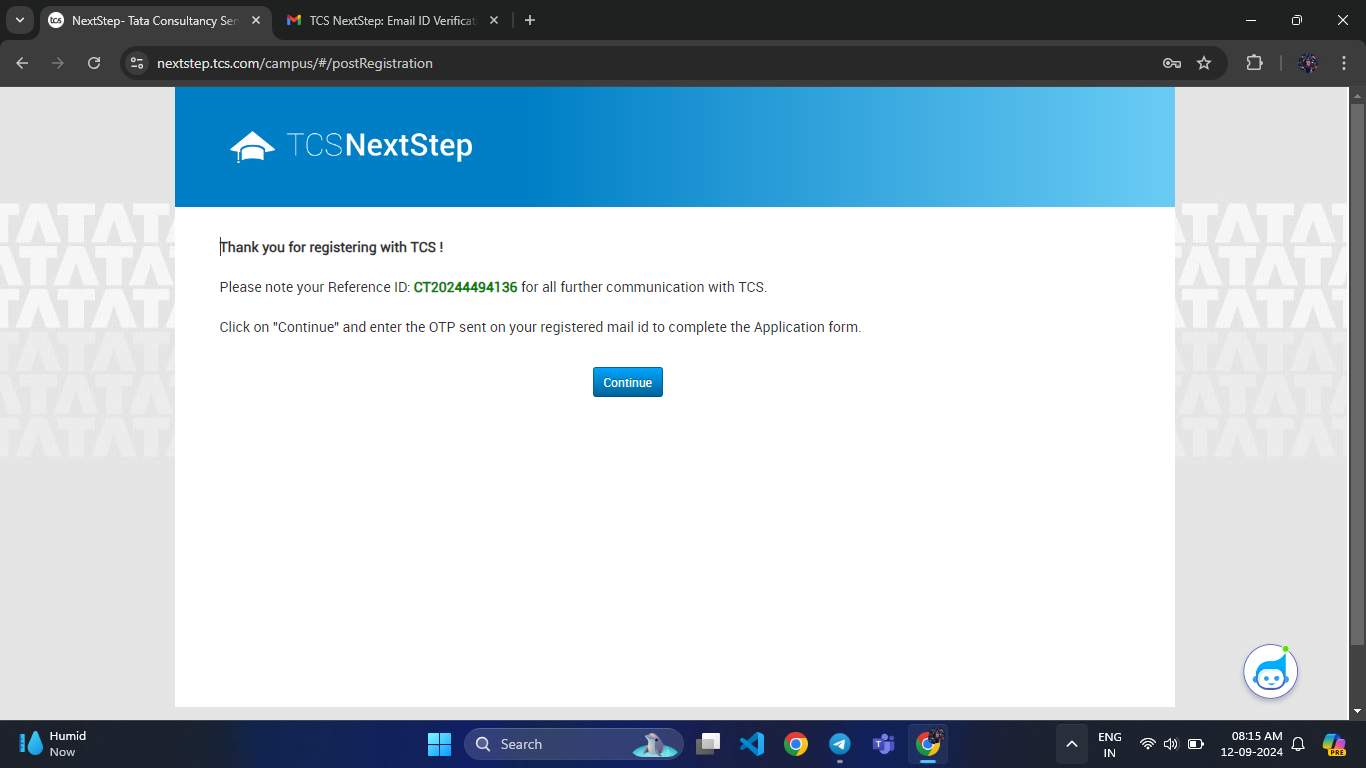 NextStep- Tata Consultancy Ser
TCS NextStep: Email ID Verificat
nextstep.tcs.com/campus/#/postRegistration
TCSNextStep
Thank you for registering with TCS !
Please note your Reference ID: CT20244494136 for all further communication with TCS.
Click on "Continue" and enter the OTP sent on your registered mail id to complete the Application form.
Continue
TATATA
TATATA
Humid
Now
Search
ENG
IN
08:15 AM
12-09-2024
PRE